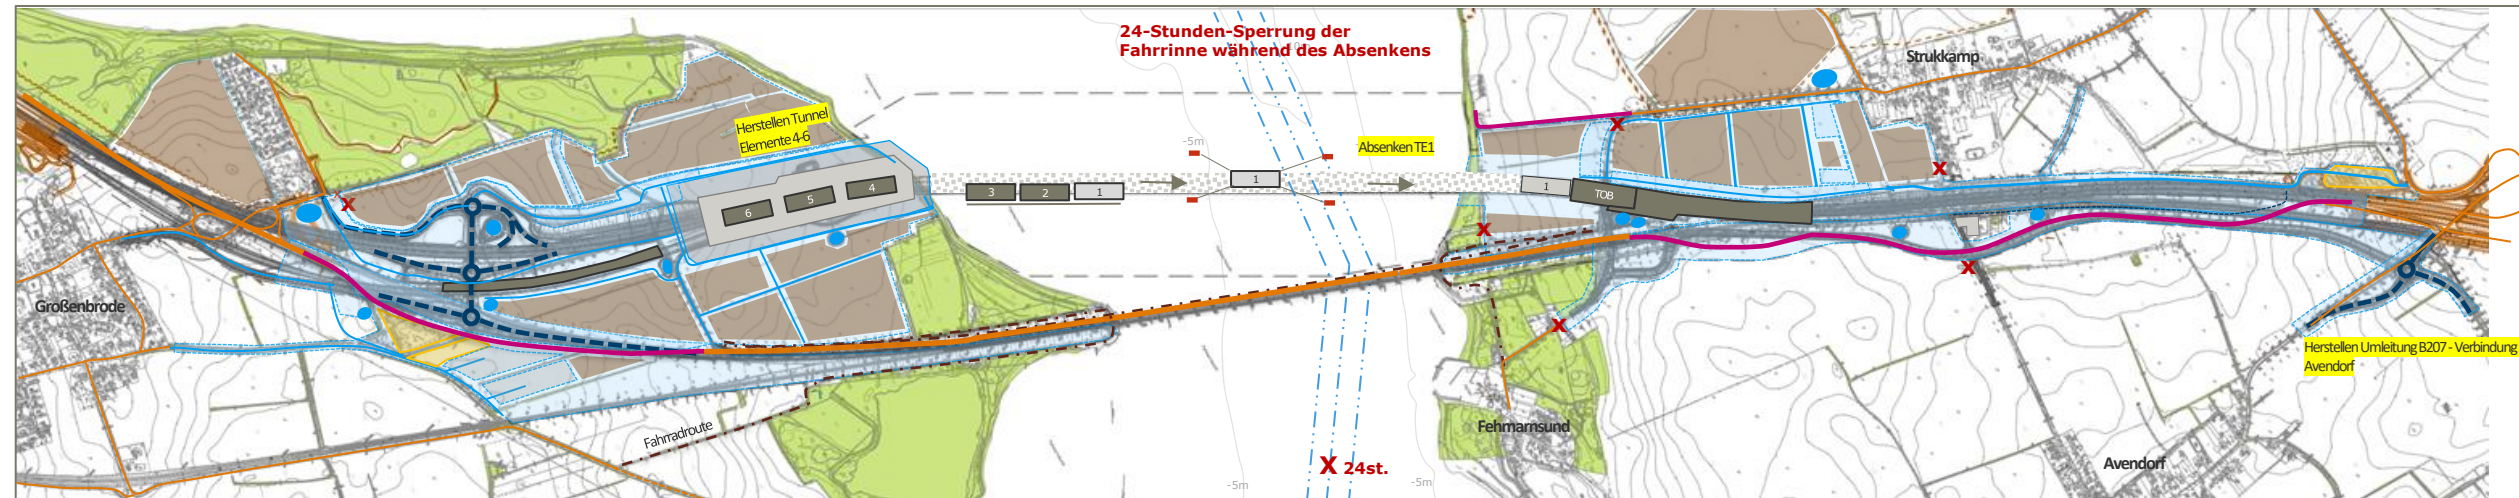 24-Stunden-Sperrung der
Fahrrinne während des Absenkens
Strukkamp
Herstellen Tunnel
Elemente 4-6
-5m
Absenken TE1
6
5
4
3
2
1
1
1
TOB
Großenbrode
Herstellen Umleitung B207 - Verbindung
Avendorf
Fahrradroute
Fehmarnsund
X 24st.
Avendorf
-5m
-5m